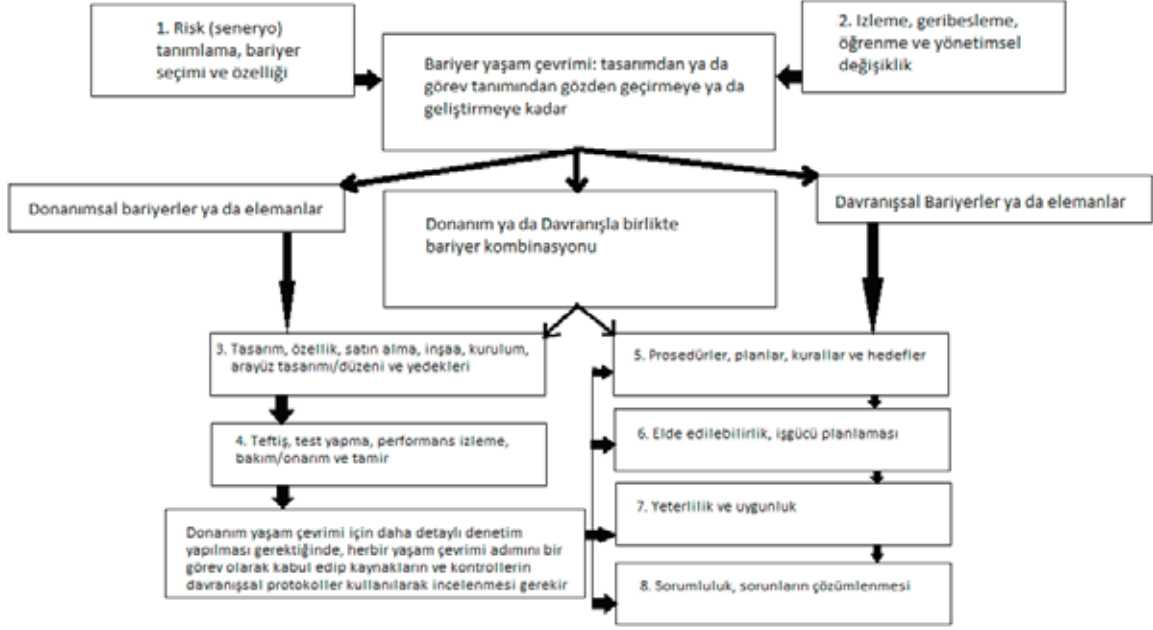 1. Risk (seneryo)
tanımlama, bariyer
seçimi ve özelliği
Bariyer yaşam çevrimi: tasarımdan ya da
görev tanımından gözden geçirmeye ya da
geliştirmeye kadar
2. Izleme, geribesleme,
öğrenme ve yönetimsel
değişiklik
Donanımsal bariyerler ya da elemanlar
Donanım ya da Davranışla birlikte
bariyer kombinasyonu
Davranışsal Bariyerler ya da elemanlar
3. Tasarım, özellik, satın alma, inşaa, kurulum,
arayüz tasarımı/düzeni ve yedekleri
4. Teftiş, test yapma, performans izleme,
bakım/onarım ve tamir
Donanım yaşam çevrimi için daha detaylı denetim
yapılması gerektiğinde, herbir yaşam çevrimi adımını bir
görev olarak kabul edip kaynakların ve kontrollerin
davranışsal protokoller kullanılarak incelenmesi gerekir
5. Prosedürler, planlar, kurallar ve hedefler
6. Elde edilebilirlik, işgücü planlaması
7. Yeterlilik ve uygunluk
8. Sorumluluk, sorunların çözümlenmesi